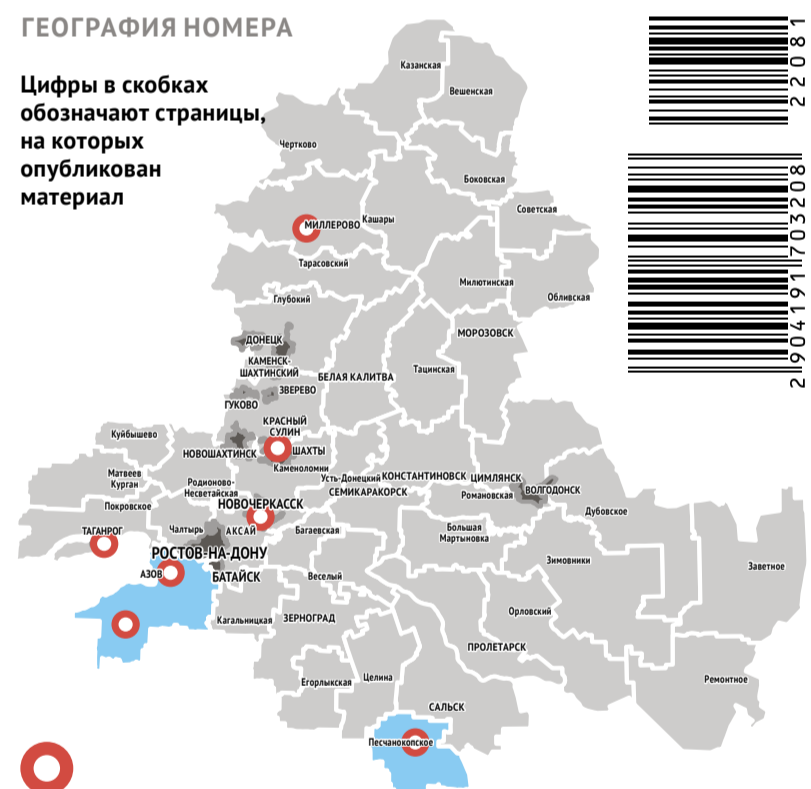 ГЕОГРАФИЯ НОМЕРА
Цифры в скобках
обозначают страницы,
на которых
опубликован
материал
22081
2904191703208
Казанская
Вешенская
Чертково
Боковская
Советская
МИЛЛЕРОВО
Кашары
Тарасовский
Милютинская
Обливская
Глубокий
МОРОЗОВСК
ДОНЕЦК
КАМЕНСК-
ШАХТИНСКИЙ
БЕЛАЯ КАЛИТВА
Тацинская
ЗВЕРЕВО
ГУКОВО
КРАСНЫЙ
СУЛИН
Куйбышево
НОВОШАХТИНСК
ШАХТЫ
Каменоломни
Матвеев
Курган
Родионово-
Несветайская
Усть-Донецкий
КОНСТАНТИНОВСК
ЦИМЛЯНСК
СЕМИКАРАКОРСК
Романовская
ВОЛГОДОНСК
Покровское
НОВОЧЕРКАССК
Дубовское
ТАГАНРОГ
Чалтырь
АКСАЙ
Багаевская
Большая
Мартыновка
РОСТОВ-НА-ДОНУ
Зимовники
Заветное
АЗОВ
БАТАЙСК
Веселый
Кагальницкая
ЗЕРНОГРАД
Орловский
ПРОЛЕТАРСК
Егорлыкская
Целина
Ремонтное
САЛЬСК
Песчанокопское